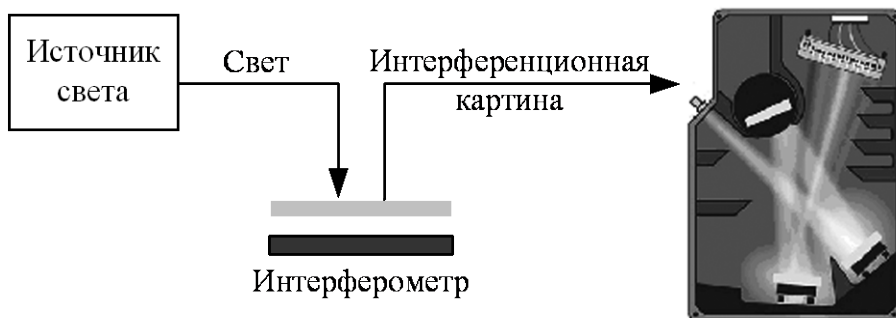 Источник
света
Свет
Интерференционная
картина
Интерферометр